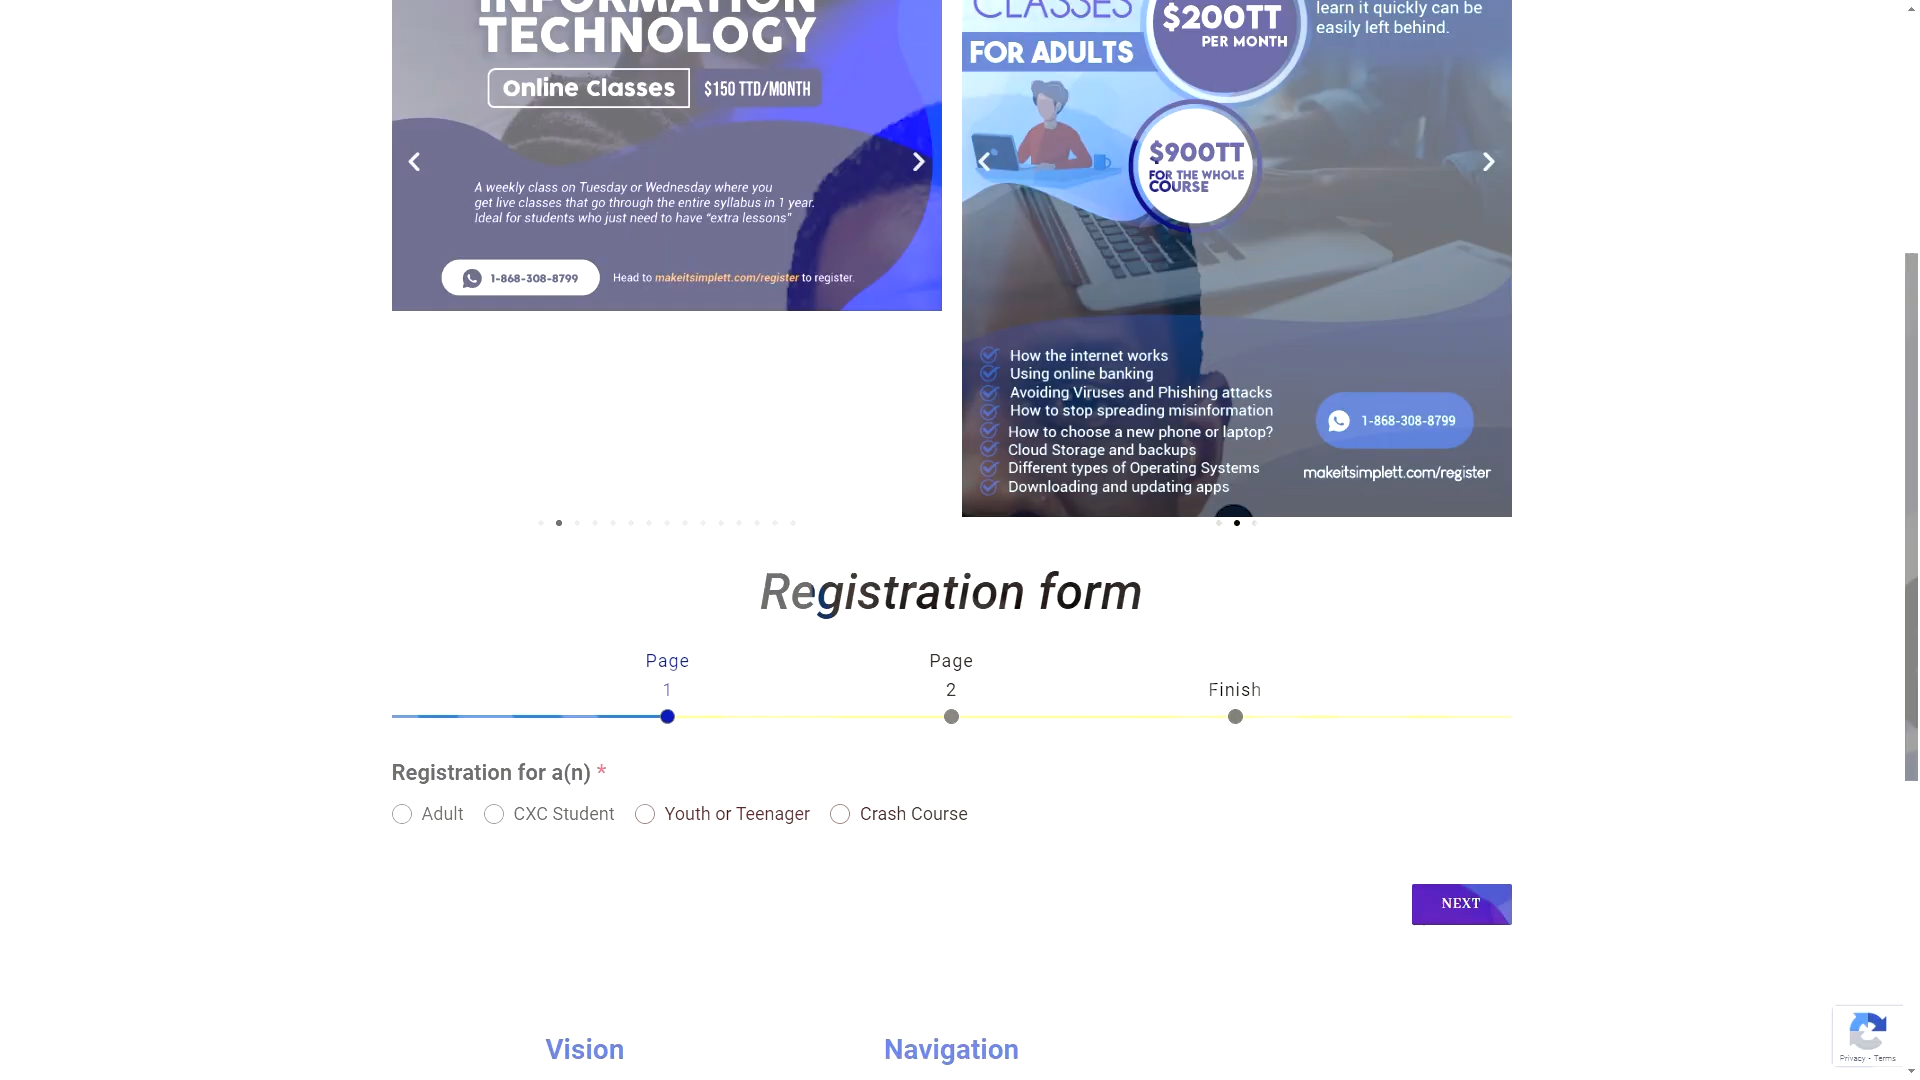 INFORMATION
TECHNOLOGY
Online Classes $150 TTD/MONTH
A weekly class on Tuesday or Wednesday where you
get live classes that go through the entire syllabus in 1 year.
Ideal for students who just need to have “extra lessons”
1-868-308-8799 Head to makeitsimplett.com/register to register.
CLASSES
FOR ADULTS
$200TT
PER MONTH
learn it quickly can be
easily left behind.
$900TT
FOR THE WHOLE
COURSE
How the internet works
Using online banking
Avoiding Viruses and Phishing attacks
How to stop spreading misinformation
How to choose a new phone or laptop?
Cloud Storage and backups
Different types of Operating Systems
Downloading and updating apps
1-868-308-8799
makeitsimplett.com/register
Registration form
Page
1
Page
2
Finish
Registration for a(n) *
Adult CXC Student Youth or Teenager Crash Course
NEXT
Vision Navigation
Privacy - Terms